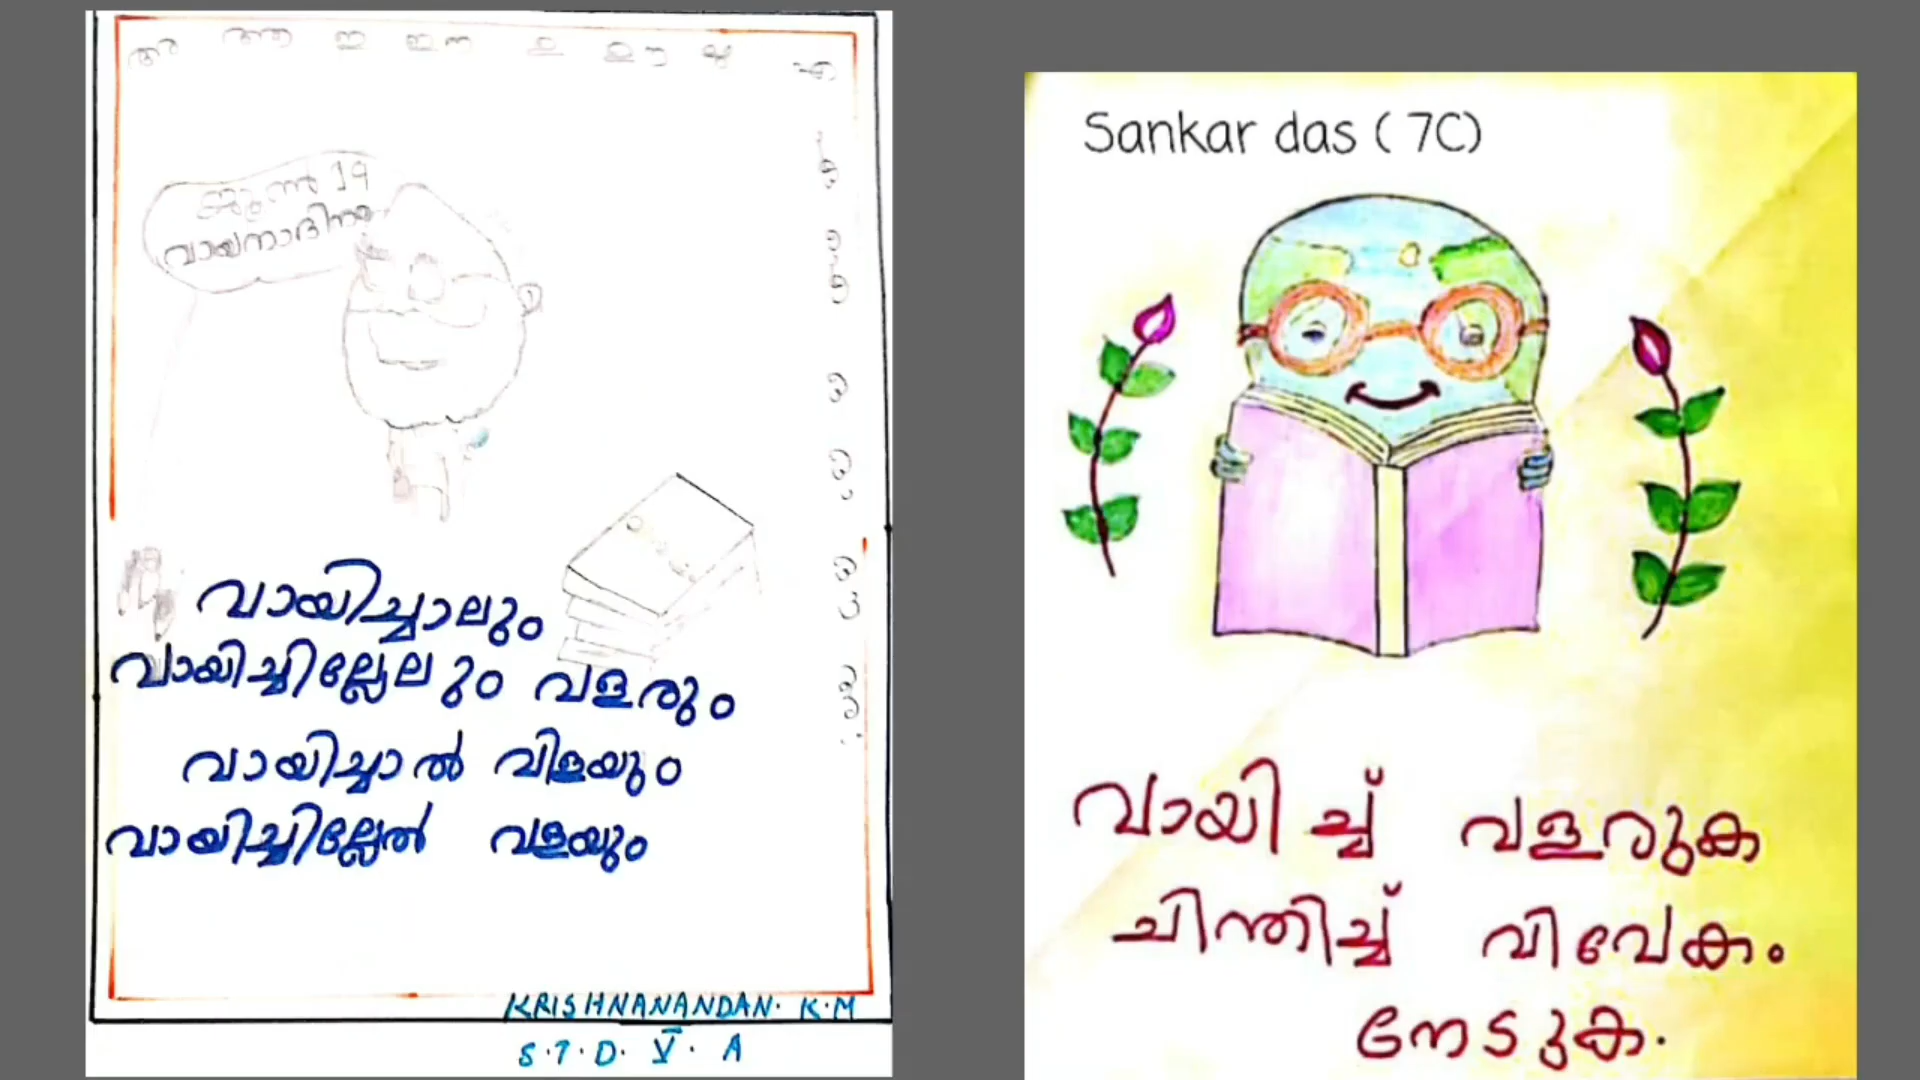 അ ആ ഇ ഈ ഉ ഊ ഋ എ
ജൂൺ 19
വായനാദിനം
വായിച്ചാലും
വായിച്ചില്ലേലും വളരും
വായിച്ചാൽ വിളയും
വായിച്ചില്ലേൽ വളയും
KRISHNANANDAN. K.M
S.T.D. V. A
Sankar das ( 7C)
വായിച്ച് വളരുക
ചിന്തിച്ച് വിവേകം
നേടുക.